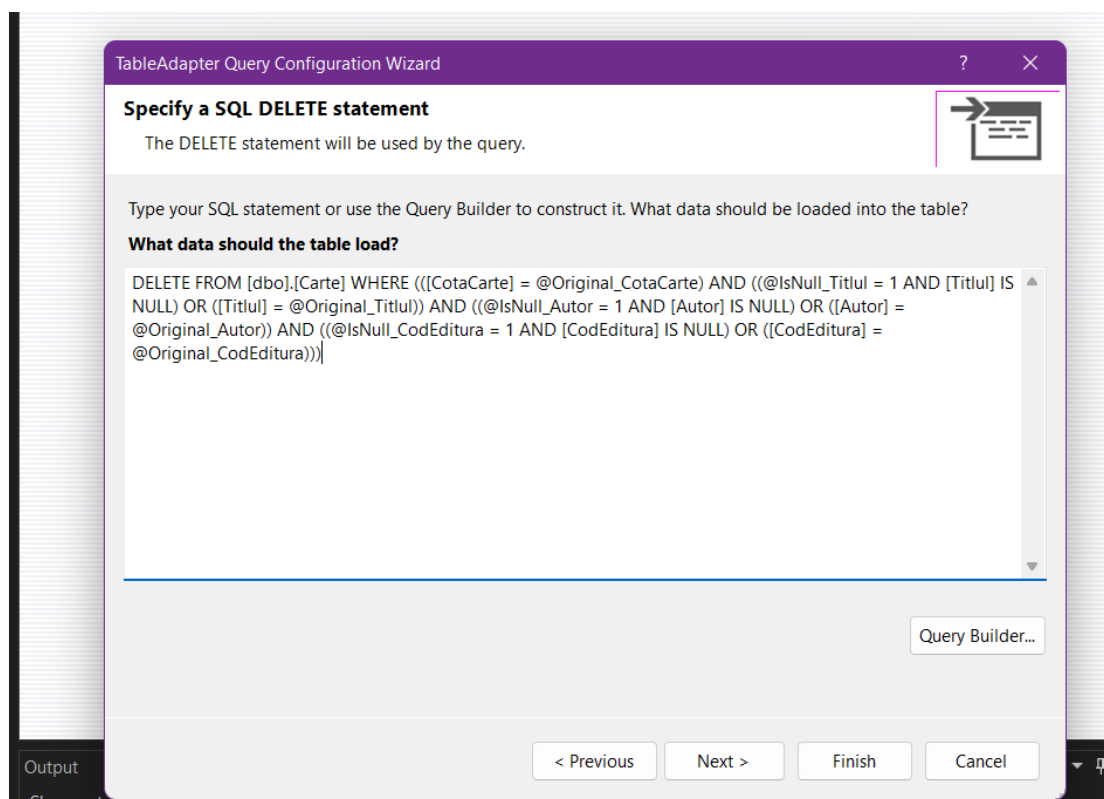 TableAdapter Query Configuration Wizard
?
Specify a SQL DELETE statement
The DELETE statement will be used by the query.
Type your SQL statement or use the Query Builder to construct it. What data should be loaded into the table?
What data should the table load?
DELETE FROM [dbo].[Carte] WHERE (([CotaCarte] = @Original_CotaCarte) AND ((@IsNull_Titlul = 1 AND [Titlul] IS
NULL) OR ([Titlul] = @Original_Titlul)) AND ((@IsNull_Autor = 1 AND [Autor] IS NULL) OR ([Autor] =
@Original_Autor)) AND ((@IsNull_CodEditura = 1 AND [CodEditura] IS NULL) OR ([CodEditura] =
@Original_CodEditura)))
Query Builder...
< Previous
Next >
Finish
Cancel
Output